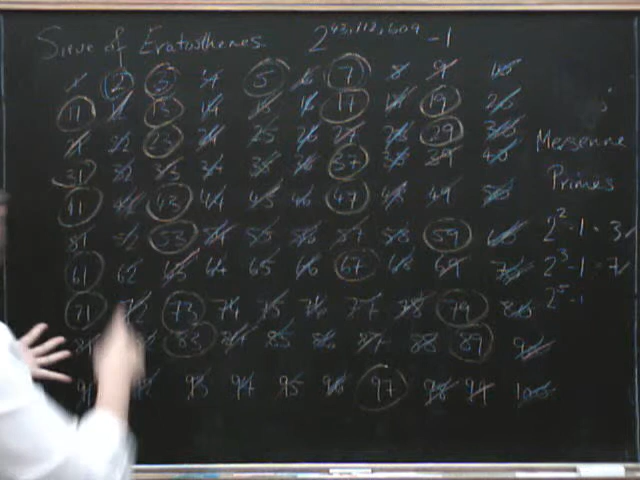 Sieve of Eratosthenes 2^43,112,609 - 1
1 2 3 4 5 6 7 8 9 10
11 12 13 14 15 16 17 18 19 20
21 22 23 24 25 26 27 28 29 30
31 32 33 34 35 36 37 38 39 40
41 42 43 44 45 46 47 48 49 50
52 53 54 55 56 57 58 59 60
61 62 63 64 65 66 67 68 69 70
71 72 73 74 75 76 77 78 79 80
83 84 85 86 87 88 89 90
93 94 95 96 97 98 99 100
Mersenne
Primes
2^2 - 1 = 3
2^3 - 1 = 7
2^5 - 1